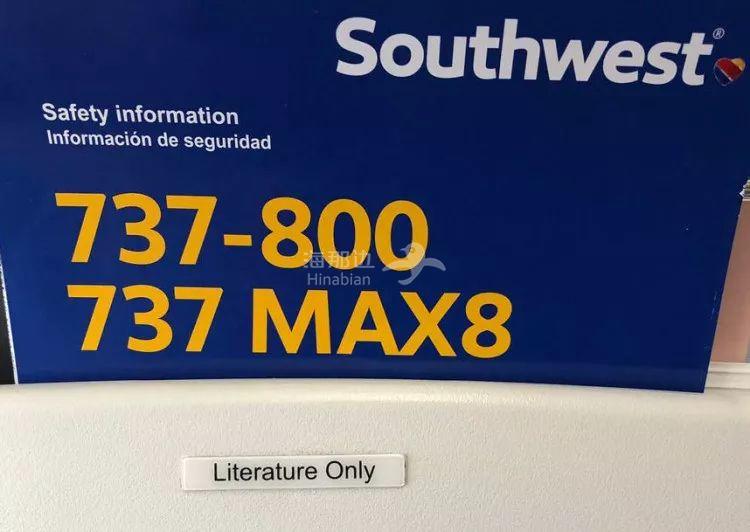 Southwest®
Safety information
Información de seguridad
737-800
海那边
Hinabian
737 MAX8
Literature Only